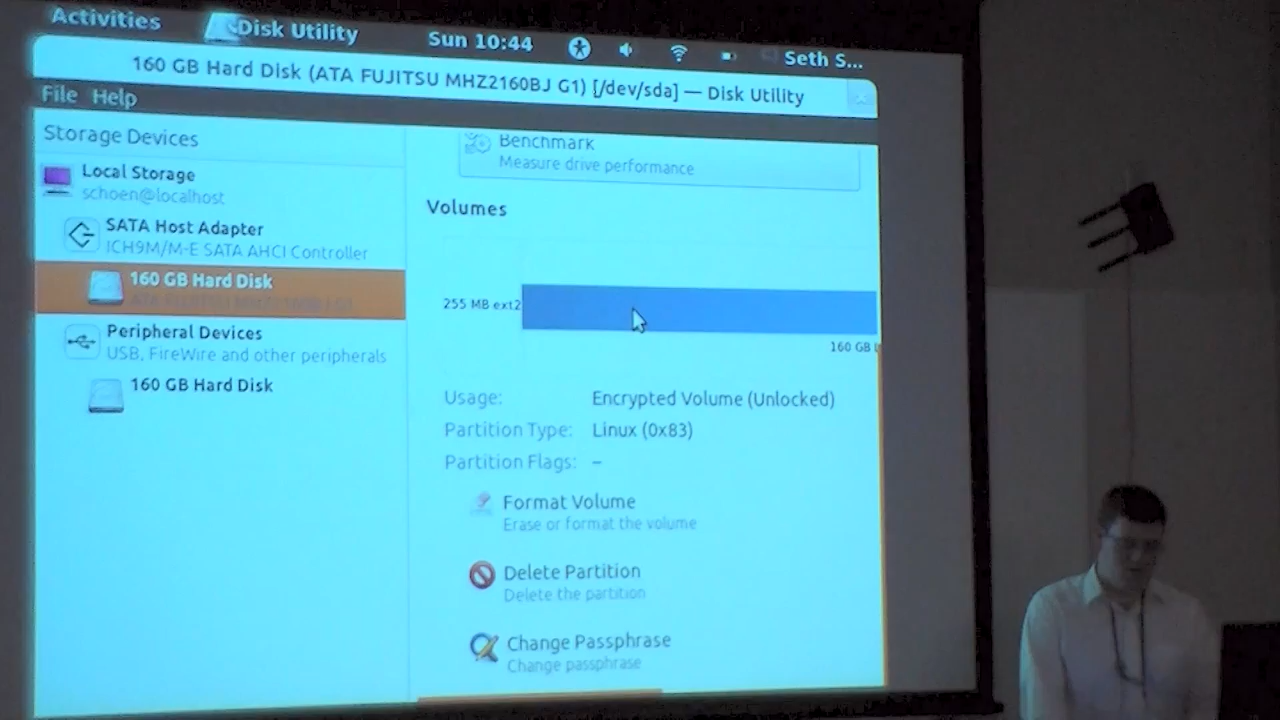 Activities Disk Utility Sun 10:44 Seth S...
160 GB Hard Disk (ATA FUJITSU MHZ2160BJ G1) [/dev/sda] — Disk Utility
File Help
Storage Devices
Local Storage
schoen@localhost
SATA Host Adapter
ICH9M/M-E SATA AHCI Controller
160 GB Hard Disk
ATA FUJITSU MHZ2160BJ G1
Peripheral Devices
USB, FireWire and other peripherals
160 GB Hard Disk
Benchmark
Measure drive performance
Volumes
255 MB ext2
160 GB
Usage: Encrypted Volume (Unlocked)
Partition Type: Linux (0x83)
Partition Flags: –
Format Volume
Erase or format the volume
Delete Partition
Delete the partition
Change Passphrase
Change passphrase